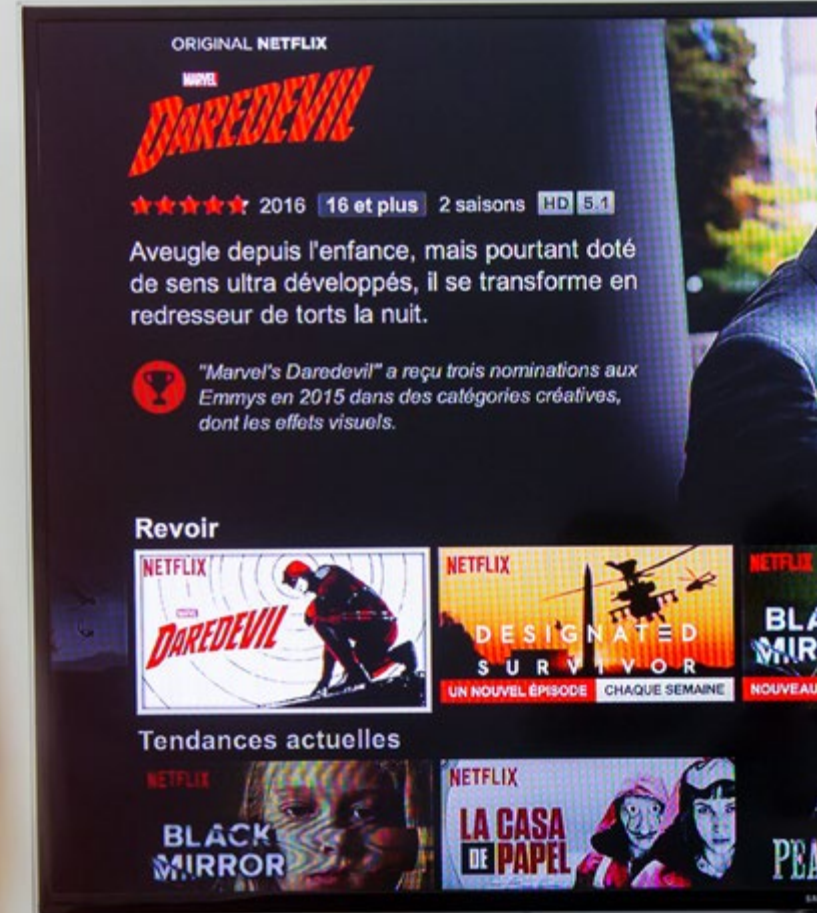 ORIGINAL NETFLIX
MARVEL
DAREDEVIL
2016 16 et plus 2 saisons HD 5.1
Aveugle depuis l'enfance, mais pourtant doté
de sens ultra développés, il se transforme en
redresseur de torts la nuit.
"Marvel's Daredevil" a reçu trois nominations aux
Emmys en 2015 dans des catégories créatives,
dont les effets visuels.
Revoir
NETFLIX
MARVEL
DAREDEVIL
NETFLIX
DESIGNATED
SURVIVOR
UN NOUVEL ÉPISODE CHAQUE SEMAINE
NETFLIX
BLA
MIR
NOUVEAU
Tendances actuelles
NETFLIX
BLACK
MIRROR
NETFLIX
LA CASA
DE PAPEL
PEA